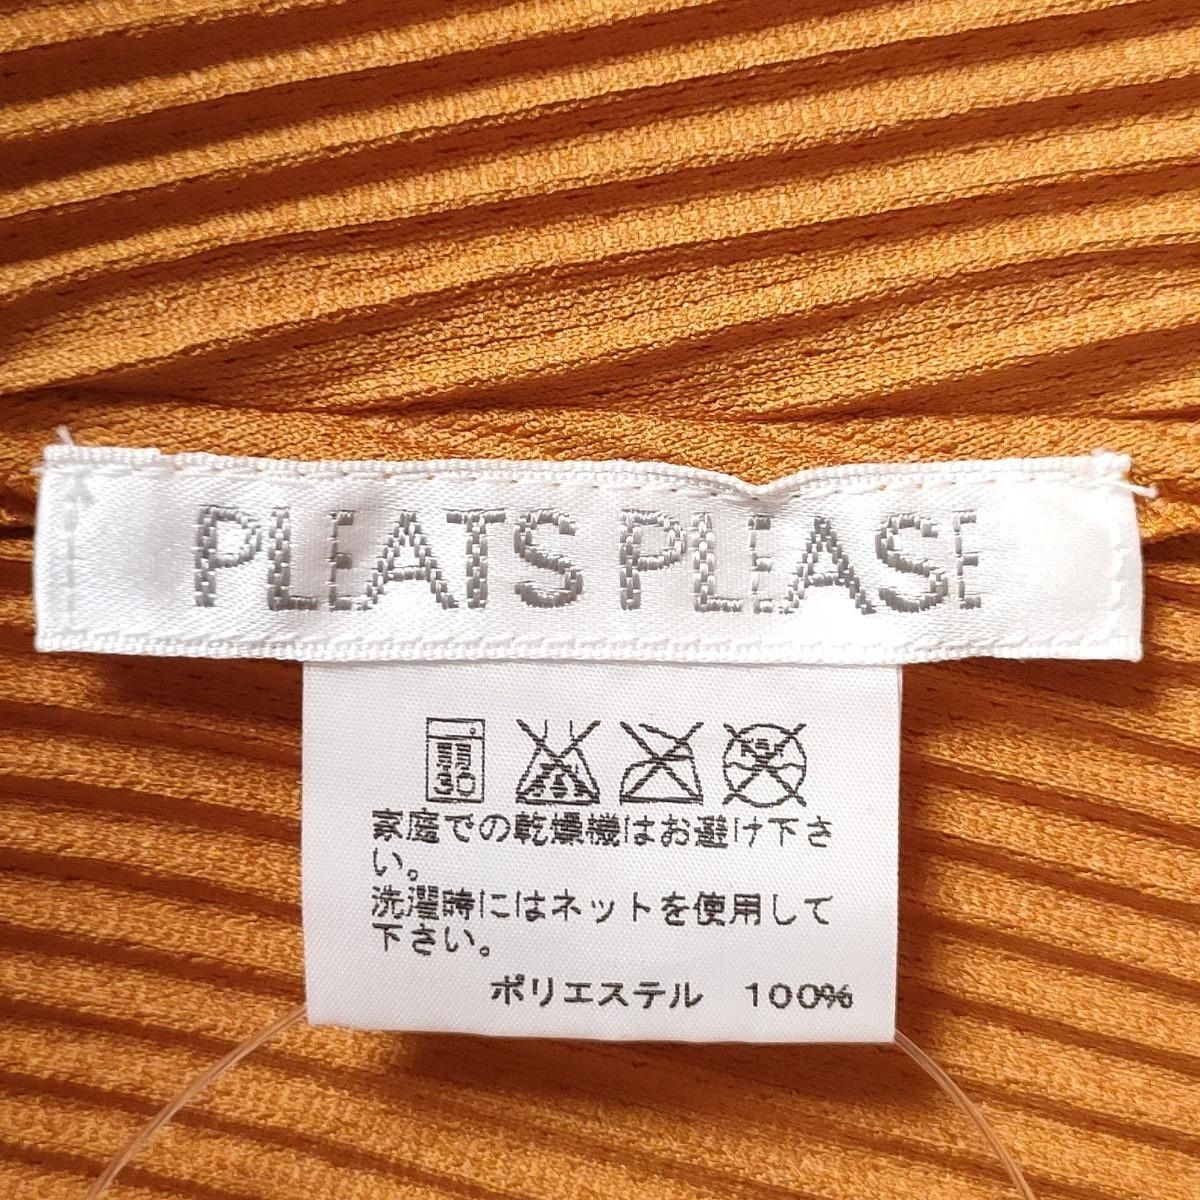 PLEATS PLEASE
30
家庭での乾燥機はお避け下さ
い。
洗濯時にはネットを使用して
下さい。
ポリエステル 100%